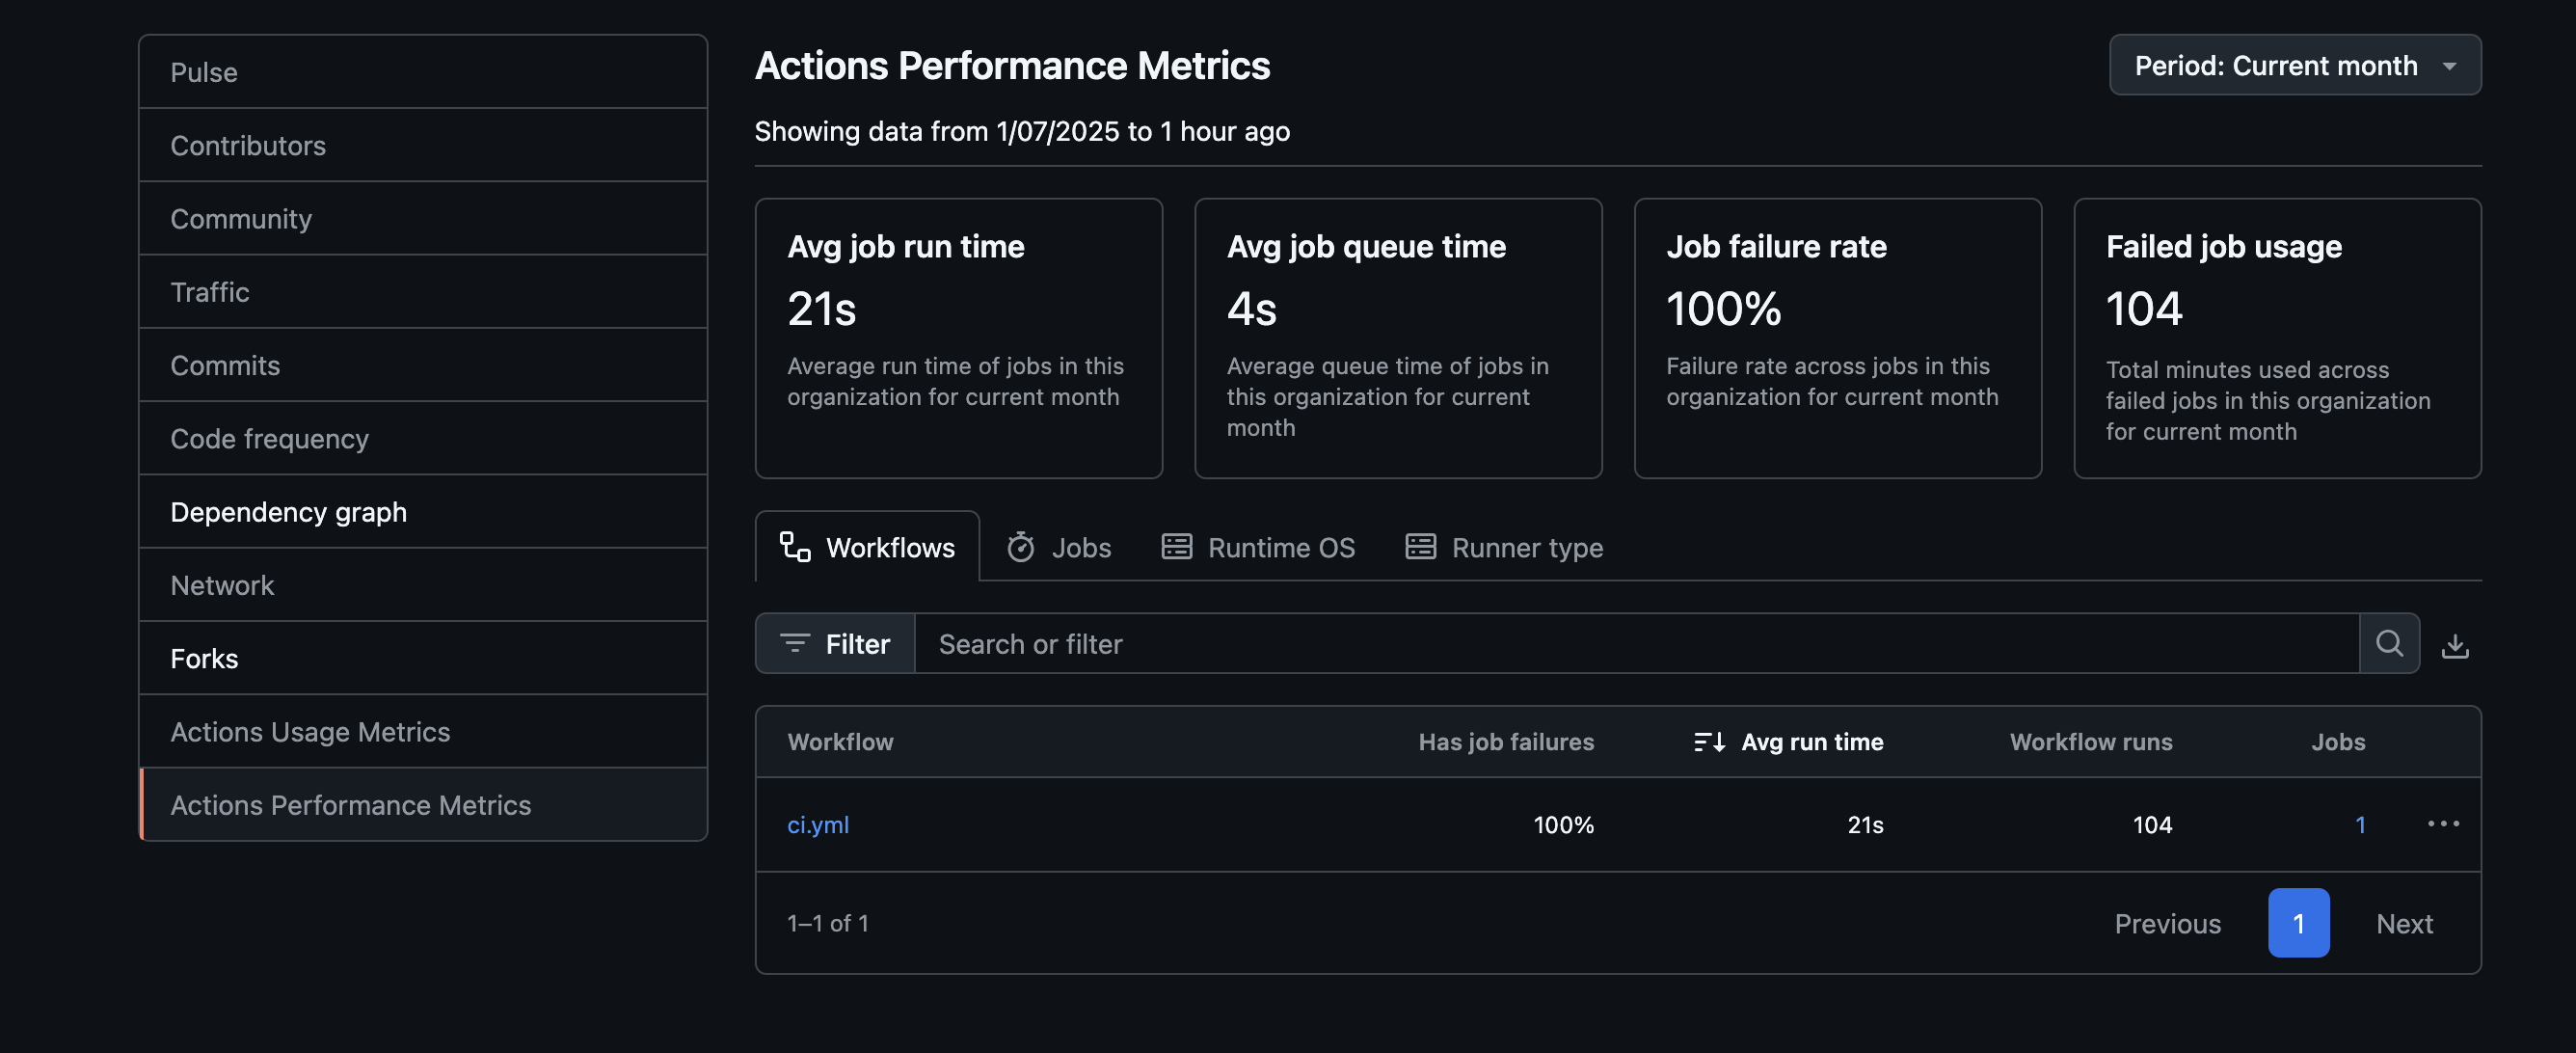 Pulse
Contributors
Community
Traffic
Commits
Code frequency
Dependency graph
Network
Forks
Actions Usage Metrics
Actions Performance Metrics
Actions Performance Metrics
Period: Current month
Showing data from 1/07/2025 to 1 hour ago
Avg job run time
21s
Average run time of jobs in this
organization for current month
Avg job queue time
4s
Average queue time of jobs in
this organization for current
month
Job failure rate
100%
Failure rate across jobs in this
organization for current month
Failed job usage
104
Total minutes used across
failed jobs in this organization
for current month
Workflows Jobs Runtime OS Runner type
Filter Search or filter
Workflow Has job failures Avg run time Workflow runs Jobs
ci.yml 100% 21s 104 1
1–1 of 1 Previous 1 Next